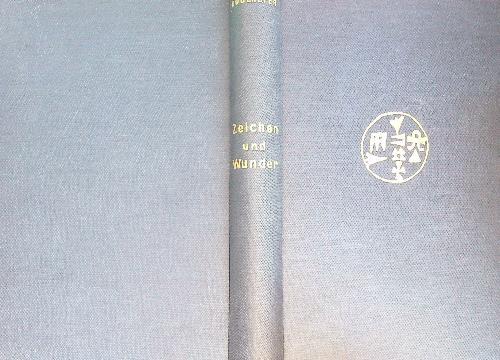 Zeichen
und
Wunder